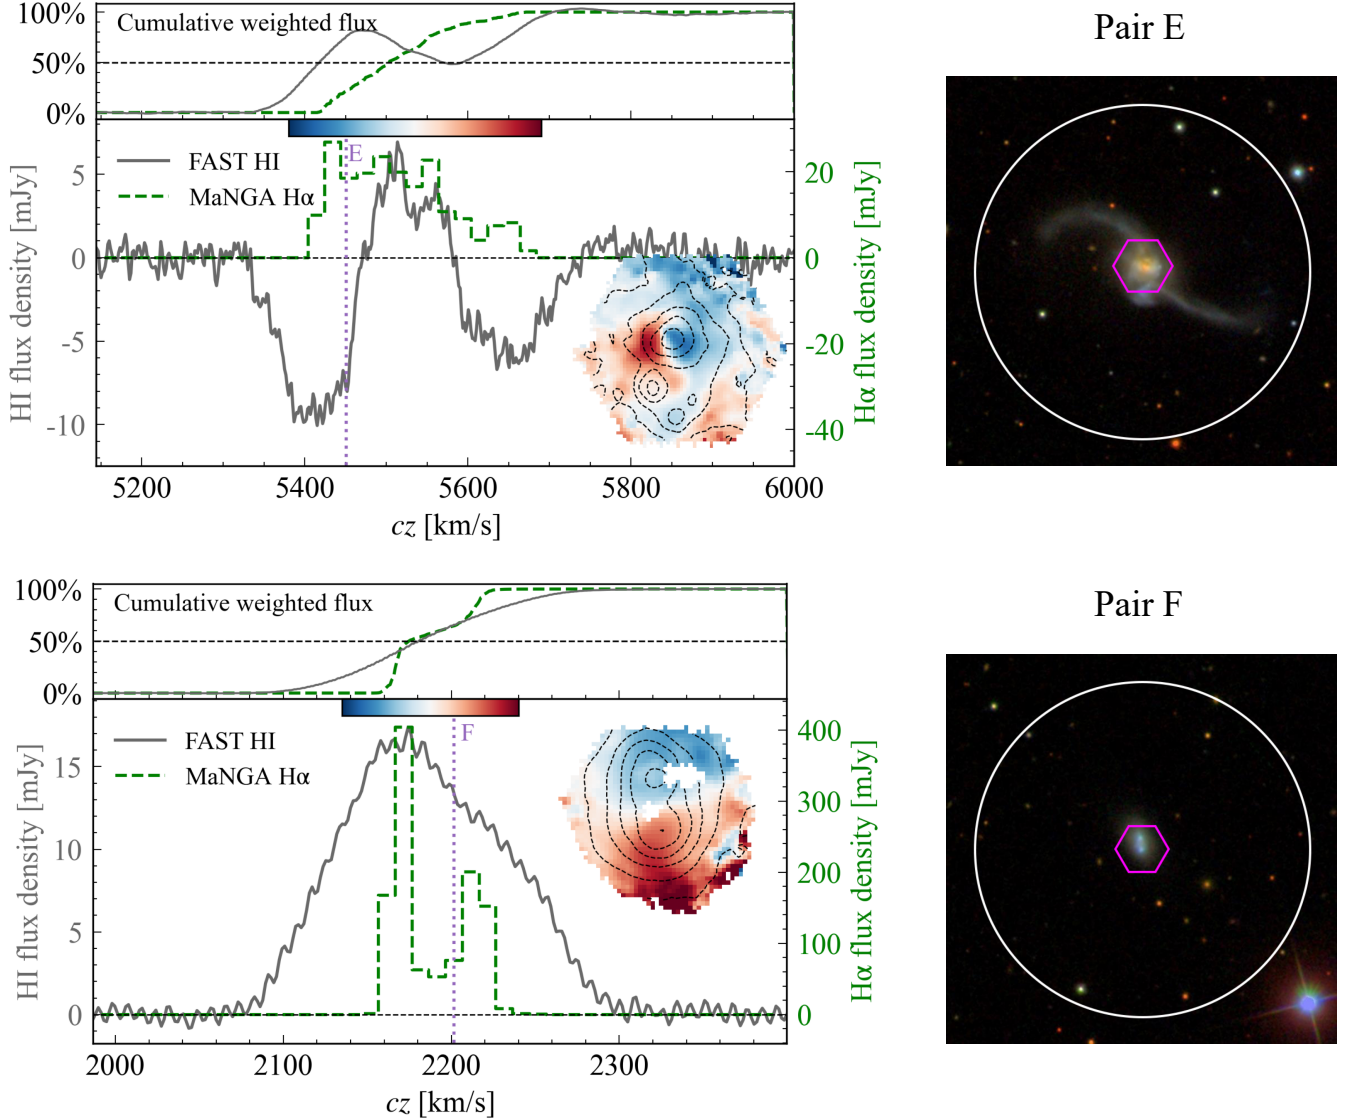 Pair E
100%
50%
0%
Cumulative weighted flux
FAST HI
MaNGA Hα
E
5
0
-5
-10
HI flux density [mJy]
20
0
-20
-40
Hα flux density [mJy]
5200 5400 5600 5800 6000
cz [km/s]
Pair F
100%
50%
0%
Cumulative weighted flux
FAST HI
MaNGA Hα
F
15
10
5
0
HI flux density [mJy]
400
300
200
100
0
Hα flux density [mJy]
2000 2100 2200 2300
cz [km/s]